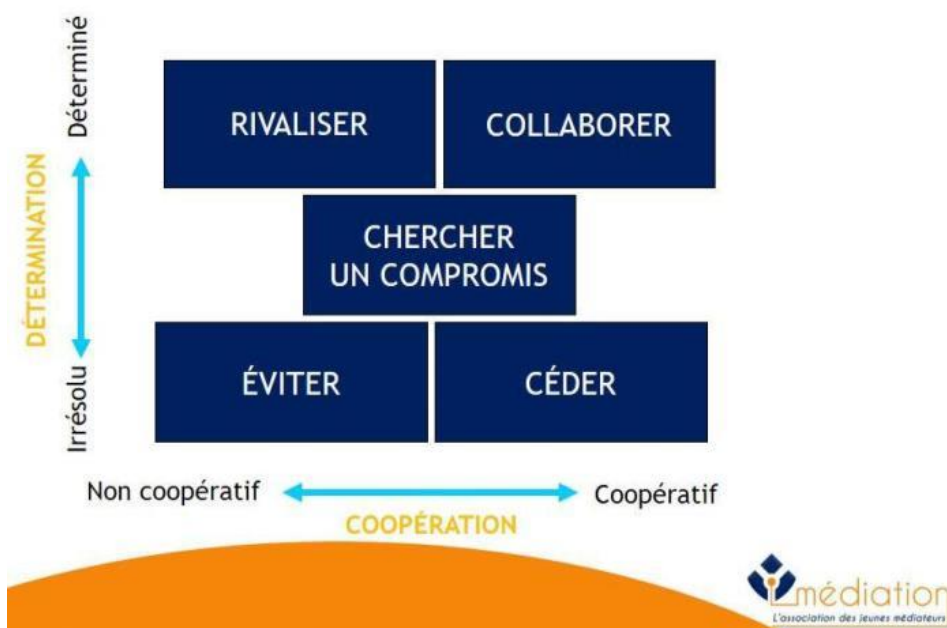 Déterminé
DÉTERMINATION
Irrésolu
RIVALISER
COLLABORER
CHERCHER
UN COMPROMIS
ÉVITER
CÉDER
Non coopératif
Coopératif
COOPÉRATION
médiation
L'association des jeunes médiateurs